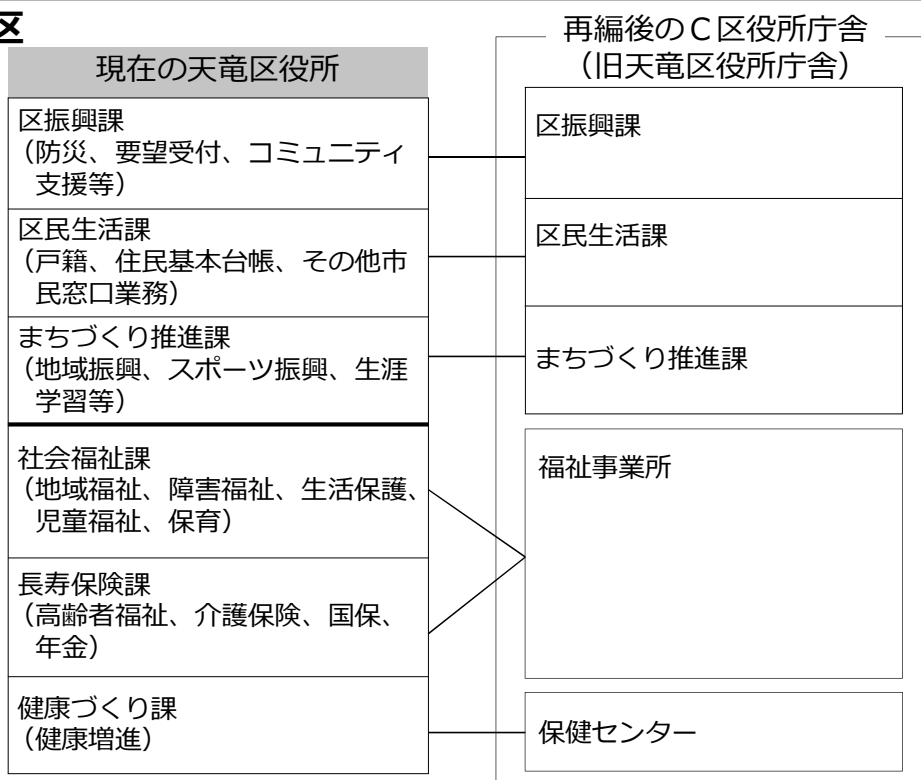 区
現在の天竜区役所
区振興課
（防災、要望受付、コミュニティ
支援等）
区民生活課
（戸籍、住民基本台帳、その他市
民窓口業務）
まちづくり推進課
（地域振興、スポーツ振興、生涯
学習等）
社会福祉課
（地域福祉、障害福祉、生活保護、
児童福祉、保育）
長寿保険課
（高齢者福祉、介護保険、国保、
年金）
健康づくり課
（健康増進）
再編後のＣ区役所庁舎
（旧天竜区役所庁舎）
区振興課
区民生活課
まちづくり推進課
福祉事業所
保健センター